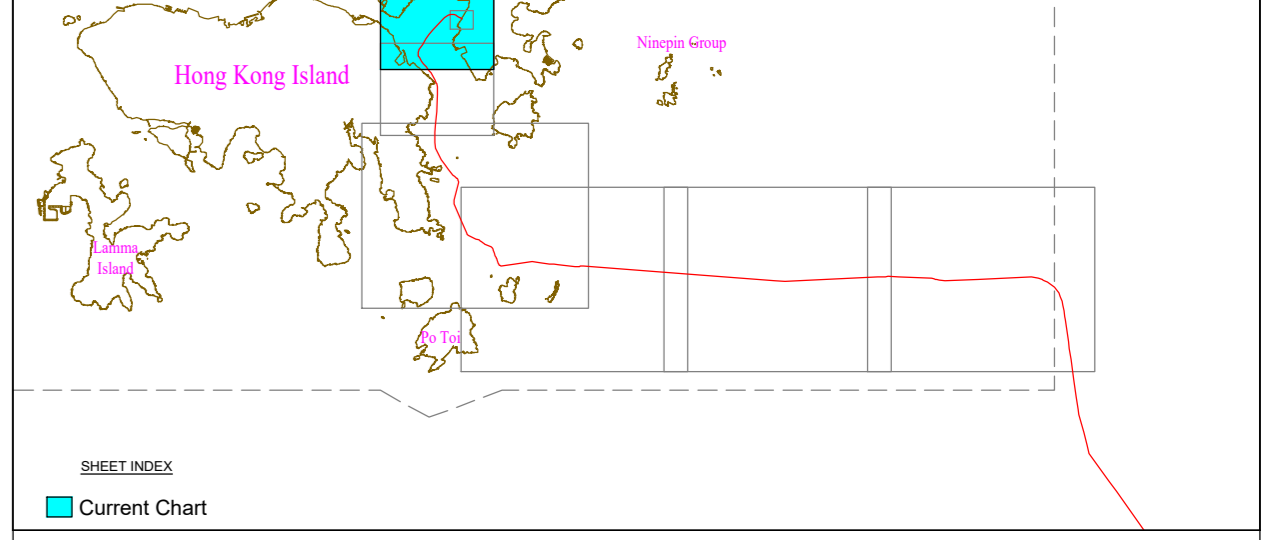 Ninepin Group
Hong Kong Island
Lamma
Island
Po Toi
SHEET INDEX
Current Chart